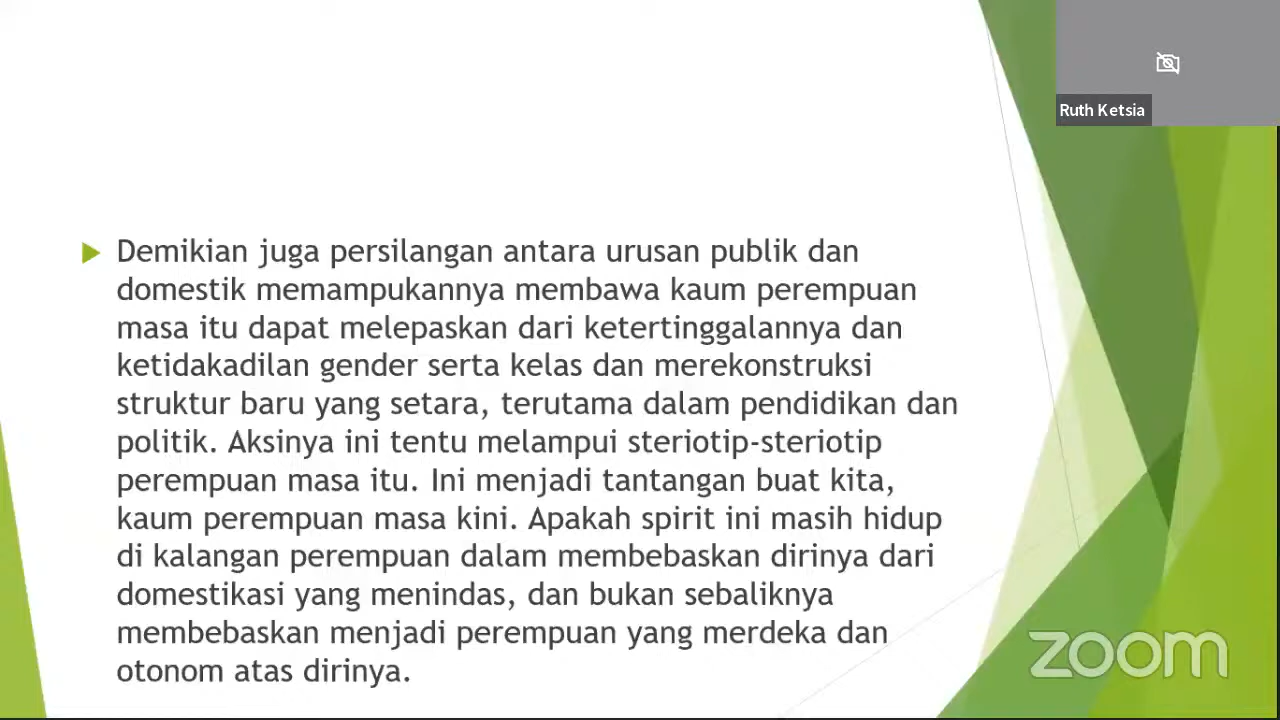 Ruth Ketsia
Demikian juga persilangan antara urusan publik dan
domestik memampukannya membawa kaum perempuan
masa itu dapat melepaskan dari ketertinggalannya dan
ketidakadilan gender serta kelas dan merekonstruksi
struktur baru yang setara, terutama dalam pendidikan dan
politik. Aksinya ini tentu melampui steriotip-steriotip
perempuan masa itu. Ini menjadi tantangan buat kita,
kaum perempuan masa kini. Apakah spirit ini masih hidup
di kalangan perempuan dalam membebaskan dirinya dari
domestikasi yang menindas, dan bukan sebaliknya
membebaskan menjadi perempuan yang merdeka dan
otonom atas dirinya.
zoom